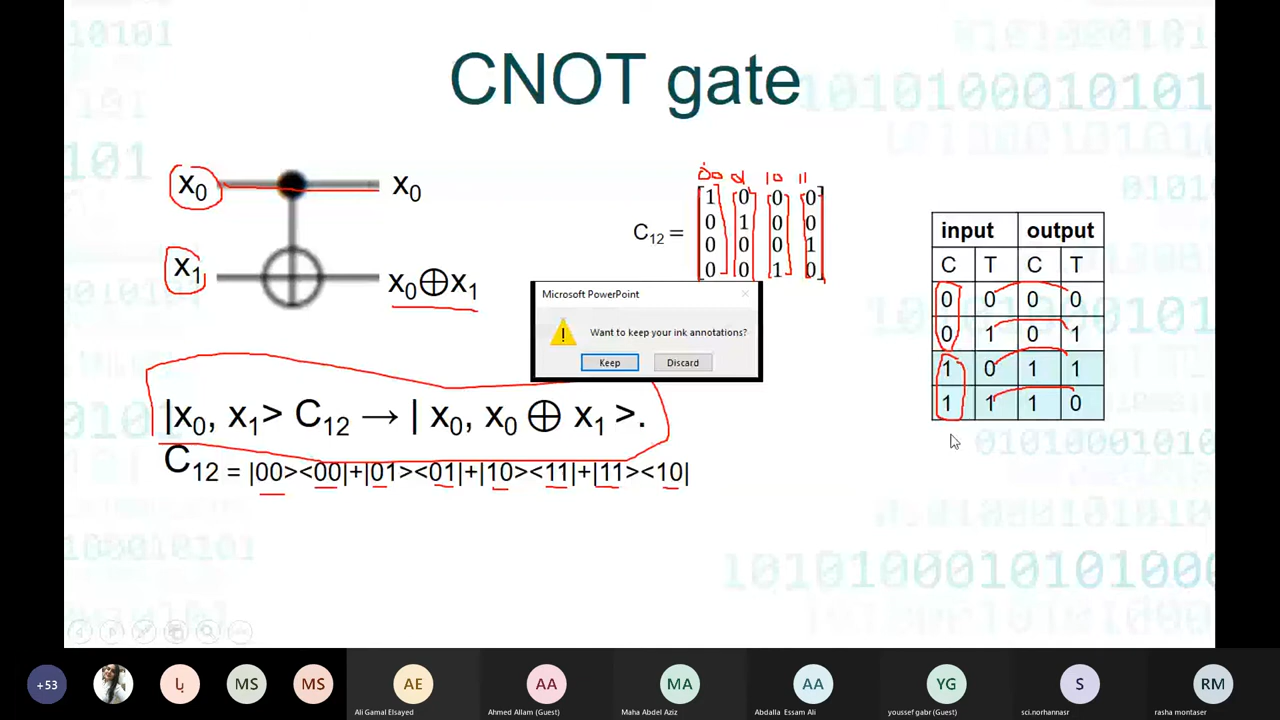 CNOT gate
x0 x0
x1 x0⊕x1
00 01 10 11
C12 =
1 0 0 0
0 1 0 0
0 0 0 1
0 0 1 0
input output
C T C T
0 0 0 0
0 1 0 1
1 0 1 1
1 1 1 0
Microsoft PowerPoint
Want to keep your ink annotations?
Keep Discard
|x0, x1> C12 → | x0, x0 ⊕ x1 >.
C12 = |00><00|+|01><01|+|10><11|+|11><10|
+53 با MS MS AE AA MA AA YG S RM
Ali Gamal Elsayed Ahmed Allam (Guest) Maha Abdel Aziz Abdalla Essam Ali youssef gabr (Guest) sci.norhannasr rasha montaser